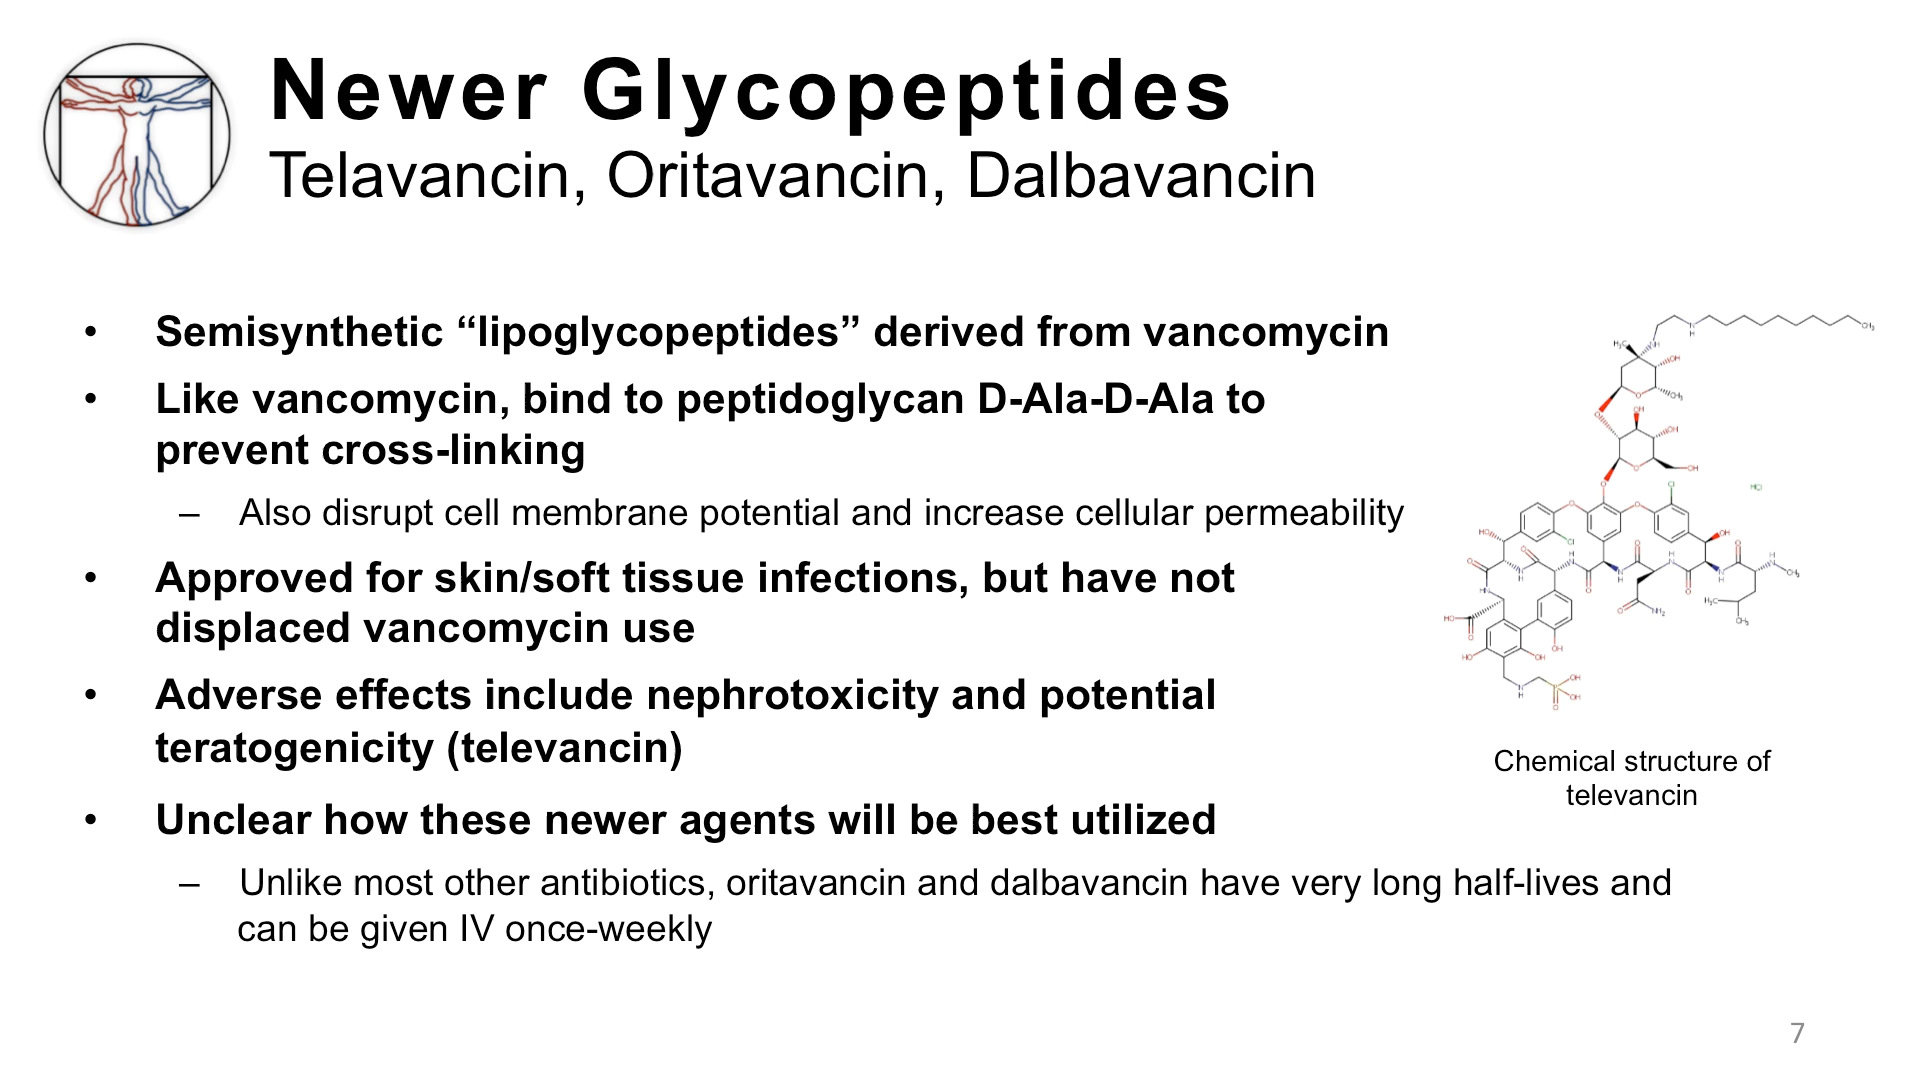 Newer Glycopeptides
Telavancin, Oritavancin, Dalbavancin
• Semisynthetic “lipoglycopeptides” derived from vancomycin
• Like vancomycin, bind to peptidoglycan D-Ala-D-Ala to
prevent cross-linking
– Also disrupt cell membrane potential and increase cellular permeability
• Approved for skin/soft tissue infections, but have not
displaced vancomycin use
• Adverse effects include nephrotoxicity and potential
teratogenicity (televancin)
• Unclear how these newer agents will be best utilized
– Unlike most other antibiotics, oritavancin and dalbavancin have very long half-lives and
can be given IV once-weekly
Chemical structure of
televancin
7